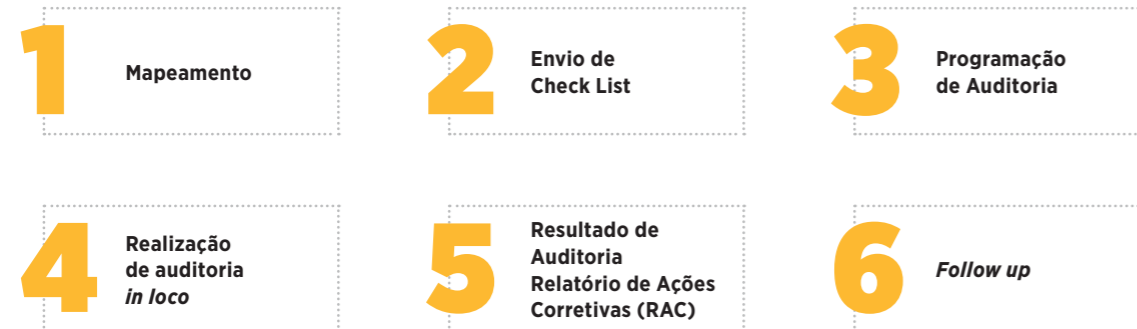 1
Mapeamento
2
Envio de
Check List
3
Programação
de Auditoria
4
Realização
de auditoria
in loco
5
Resultado de
Auditoria
Relatório de Ações
Corretivas (RAC)
6
Follow up